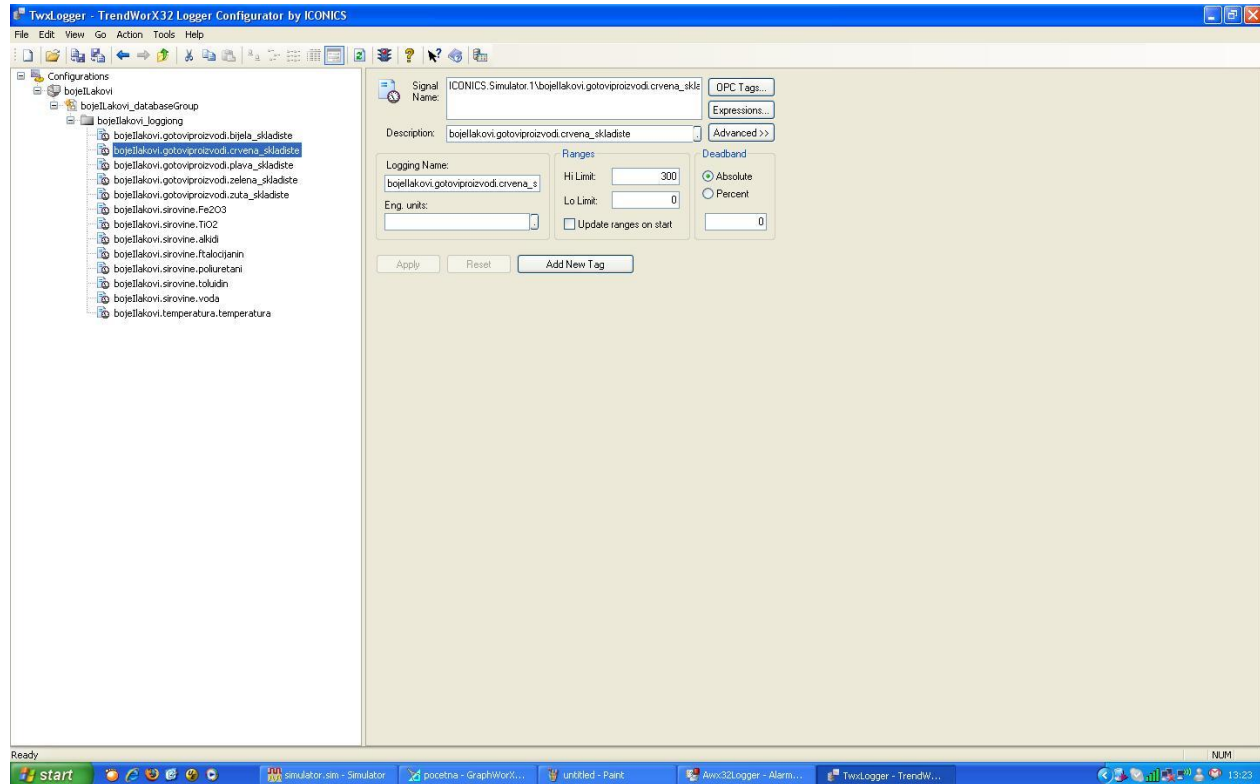 TwxLogger - TrendWorX32 Logger Configurator by ICONICS
File Edit View Go Action Tools Help
Configurations
bojeILakovi
bojeILakovi_databaseGroup
bojeIlakovi_loggiong
bojeIlakovi.gotoviproizvodi.bijela_skladiste
bojeIlakovi.gotoviproizvodi.crvena_skladiste
bojeIlakovi.gotoviproizvodi.plava_skladiste
bojeIlakovi.gotoviproizvodi.zelena_skladiste
bojeIlakovi.gotoviproizvodi.zuta_skladiste
bojeIlakovi.sirovine.Fe2O3
bojeIlakovi.sirovine.TiO2
bojeIlakovi.sirovine.alkidi
bojeIlakovi.sirovine.ftalocijanin
bojeIlakovi.sirovine.poliuretani
bojeIlakovi.sirovine.toluidin
bojeIlakovi.sirovine.voda
bojeIlakovi.temperatura.temperatura
Signal Name: ICONICS.Simulator.1\bojeIlakovi.gotoviproizvodi.crvena_skla
OPC Tags...
Expressions...
Description: bojeIlakovi.gotoviproizvodi.crvena_skladiste . Advanced >>
Logging Name:
bojeIlakovi.gotoviproizvodi.crvena_s
Eng. units:
.
Ranges
Hi Limit: 300
Lo Limit: 0
Update ranges on start
Deadband
Absolute
Percent
0
Apply Reset Add New Tag
Ready NUM
start simulator.sim - Simulator pocetna - GraphWorX... untitled - Paint Awx32Logger - Alarm... TwxLogger - TrendW... 13:23